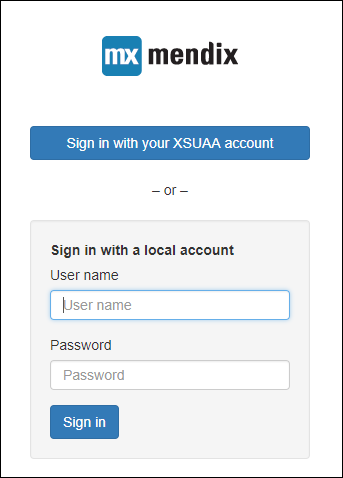 mx mendix
Sign in with your XSUAA account
– or –
Sign in with a local account
User name
User name
Password
Password
Sign in